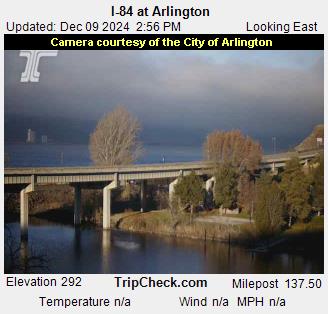 I-84 at Arlington
Updated: Dec 09 2024 2:56 PM Looking East
Camera courtesy of the City of Arlington
Elevation 292 TripCheck.com Milepost 137.50
Temperature n/a Wind n/a MPH n/a